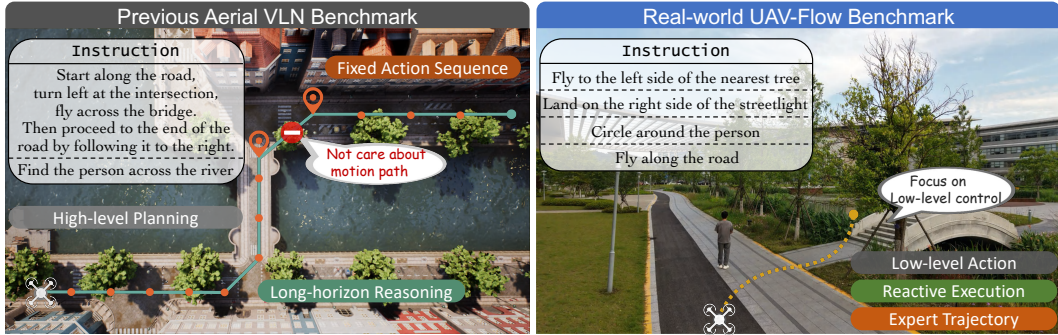 Previous Aerial VLN Benchmark
Instruction
Start along the road,
turn left at the intersection,
fly across the bridge.
Then proceed to the end of the
road by following it to the right.
Find the person across the river
Fixed Action Sequence
Not care about
motion path
High-level Planning
Long-horizon Reasoning
Real-world UAV-Flow Benchmark
Instruction
Fly to the left side of the nearest tree
Land on the right side of the streetlight
Circle around the person
Fly along the road
Focus on
Low-level control
Low-level Action
Reactive Execution
Expert Trajectory